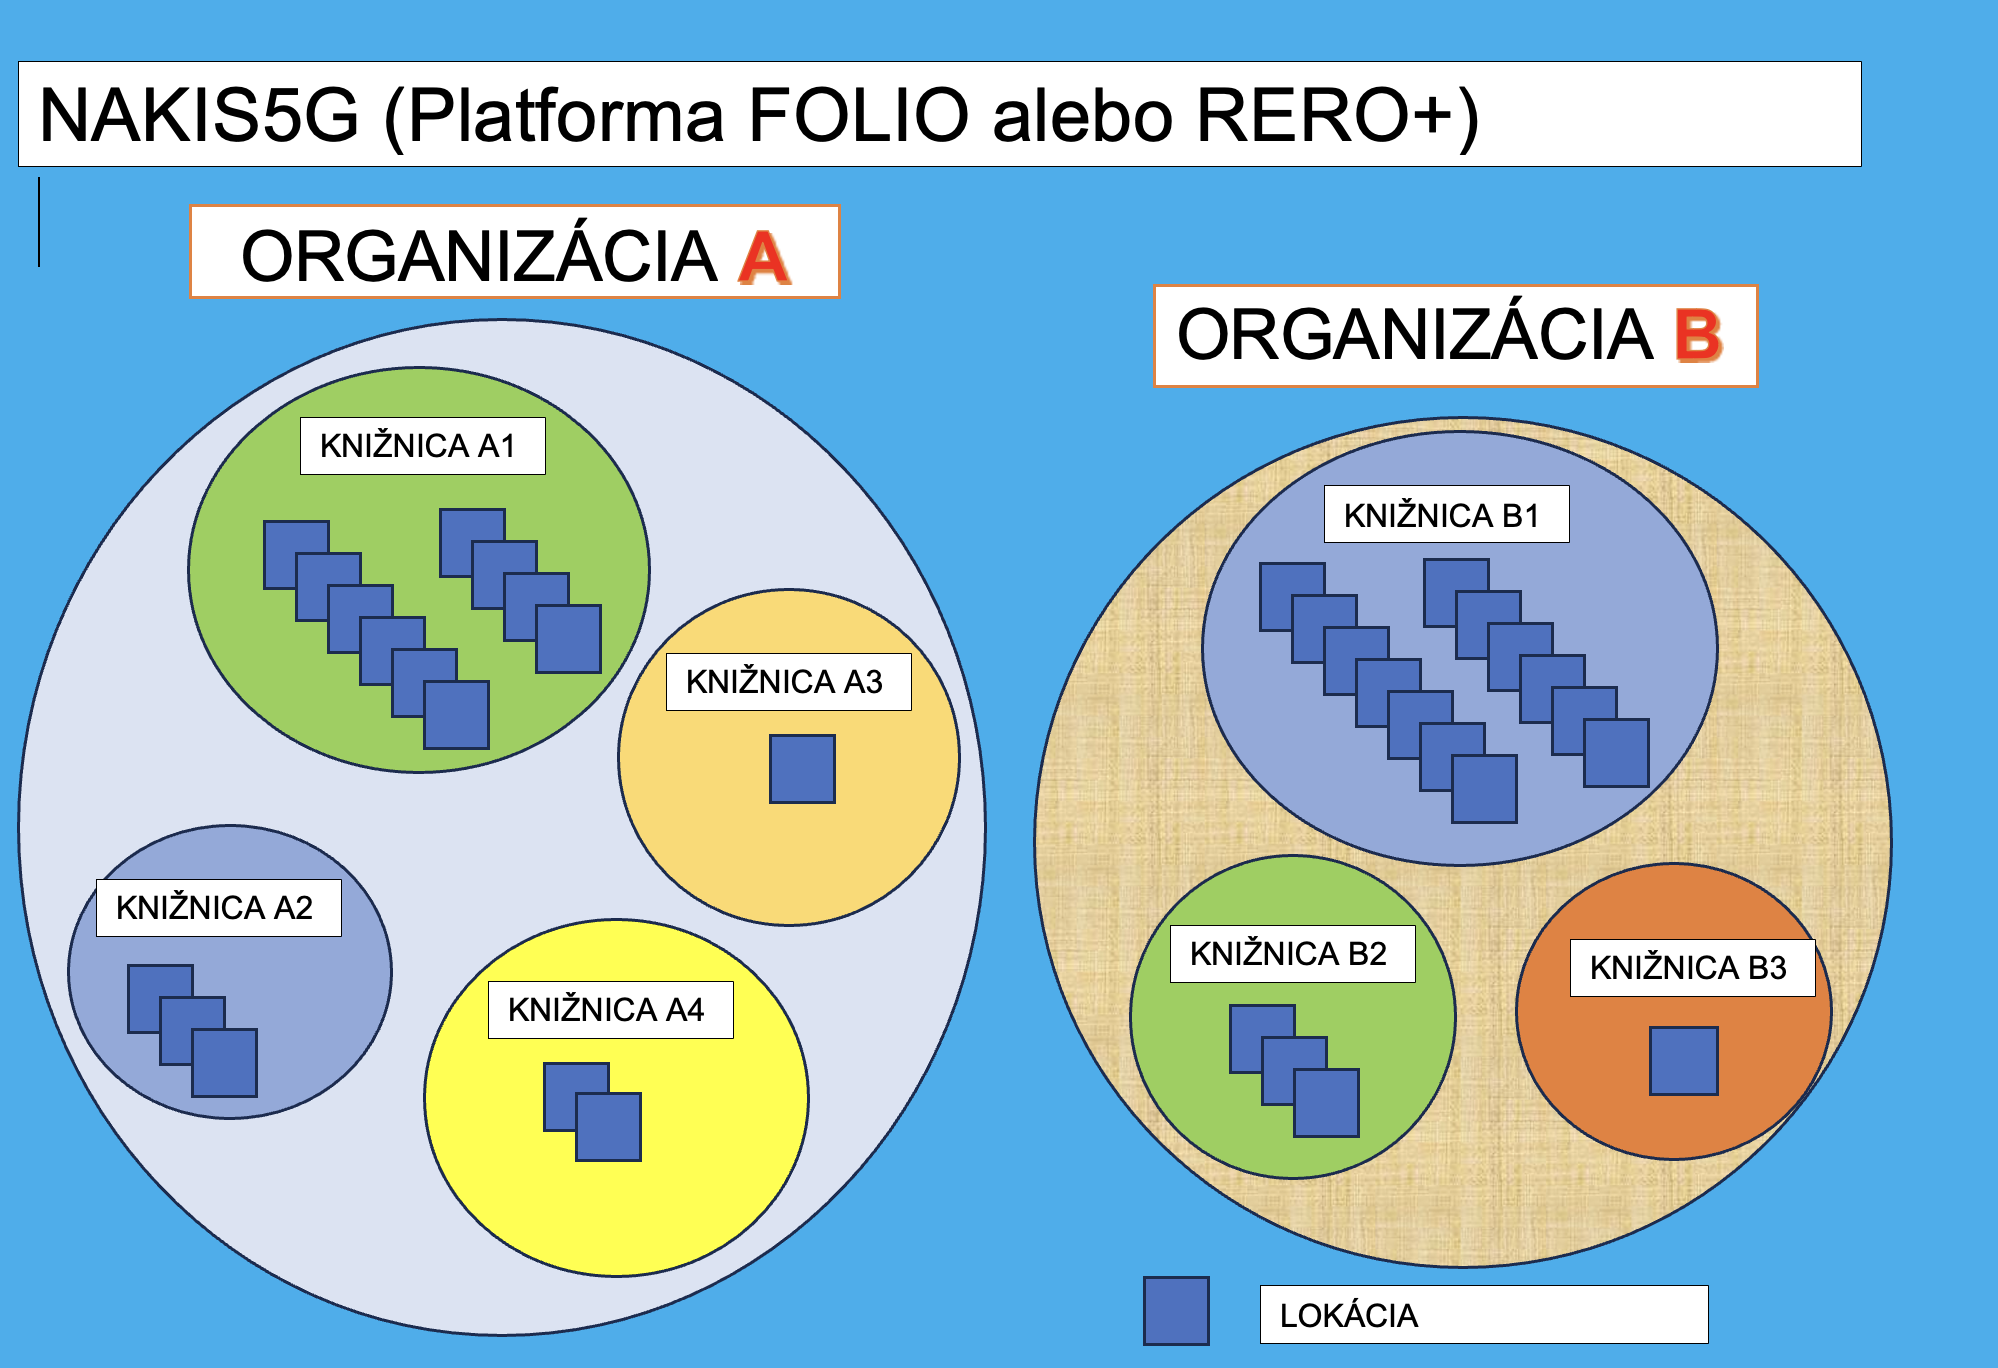 NAKIS5G (Platforma FOLIO alebo RERO+)
ORGANIZÁCIA A
ORGANIZÁCIA B
KNIŽNICA A1
KNIŽNICA A3
KNIŽNICA A2
KNIŽNICA A4
KNIŽNICA B1
KNIŽNICA B2
KNIŽNICA B3
LOKÁCIA